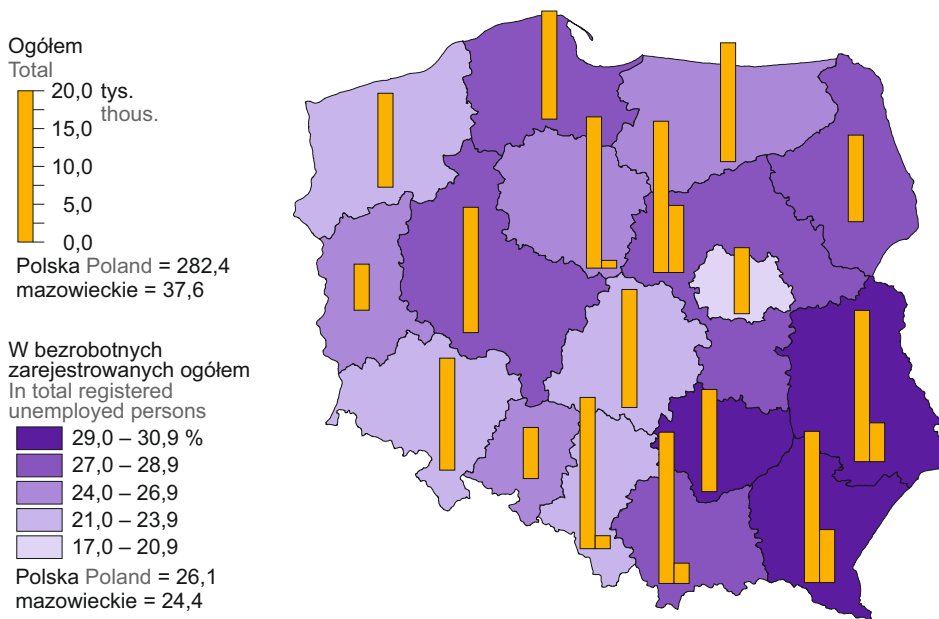 Ogółem
Total
20,0 tys.
thous.
15,0
10,0
5,0
0,0
Polska Poland = 282,4
mazowieckie = 37,6
W bezrobotnych
zarejestrowanych ogółem
In total registered
unemployed persons
29,0 – 30,9 %
27,0 – 28,9
24,0 – 26,9
21,0 – 23,9
17,0 – 20,9
Polska Poland = 26,1
mazowieckie = 24,4